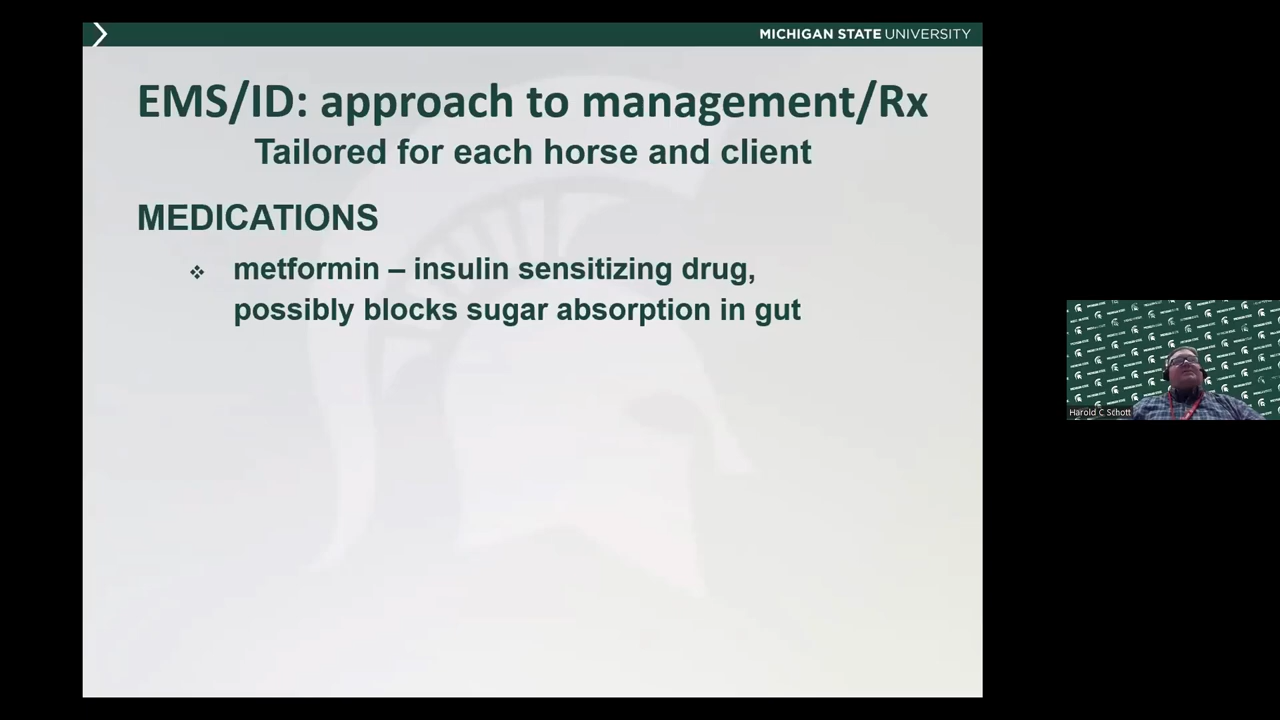 MICHIGAN STATE UNIVERSITY
EMS/ID: approach to management/Rx
Tailored for each horse and client
MEDICATIONS
❖ metformin – insulin sensitizing drug,
possibly blocks sugar absorption in gut
Harold C Schott